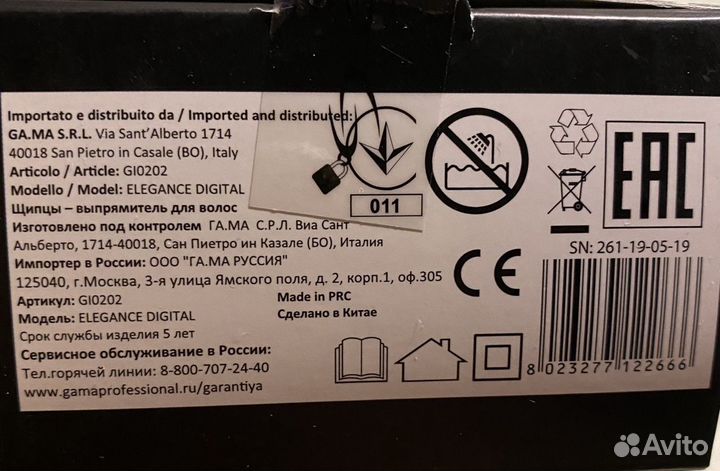 Importato e distribuito da / Imported and distributed:
GA.MA S.R.L. Via Sant'Alberto 1714
40018 San Pietro in Casale (BO), Italy
Articolo / Article: GI0202
Modello / Model: ELEGANCE DIGITAL
Щипцы – выпрямитель для волос
Изготовлено под контролем ГА.МА С.Р.Л. Виа Сант
Альберто, 1714-40018, Сан Пиетро ин Казале (БО), Италия
Импортер в России: ООО "ГА.МА РУССИЯ"
125040, г.Москва, 3-я улица Ямского поля, д. 2, корп.1, оф.305
Артикул: GI0202
Модель: ELEGANCE DIGITAL
Срок службы изделия 5 лет
Сервисное обслуживание в России:
Тел.горячей линии: 8-800-707-24-40
www.gamaprofessional.ru/garantiya
Made in PRC
Сделано в Китае
011
CE
EAC
SN: 261-19-05-19
8 023277 122666
Avito